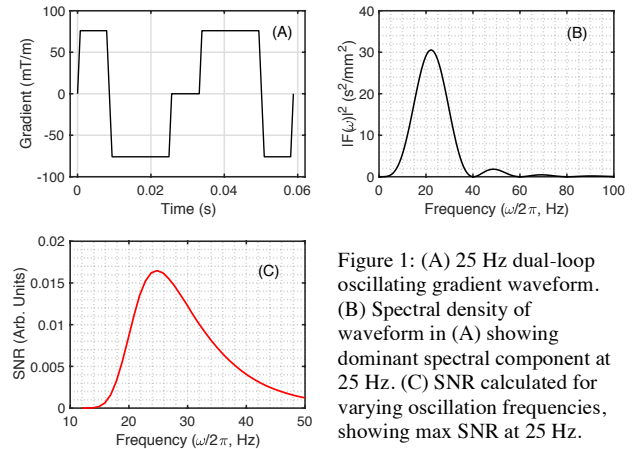 (A)
100
50
0
-50
-100
Gradient (mT/m)
0 0.02 0.04 0.06
Time (s)
(B)
40
30
20
10
0
|F(ω)|² (s²/mm²)
0 20 40 60 80 100
Frequency (ω/2π, Hz)
(C)
0.02
0.015
0.01
0.005
0
SNR (Arb. Units)
10 20 30 40 50
Frequency (ω/2π, Hz)
Figure 1: (A) 25 Hz dual-loop
oscillating gradient waveform.
(B) Spectral density of
waveform in (A) showing
dominant spectral component at
25 Hz. (C) SNR calculated for
varying oscillation frequencies,
showing max SNR at 25 Hz.